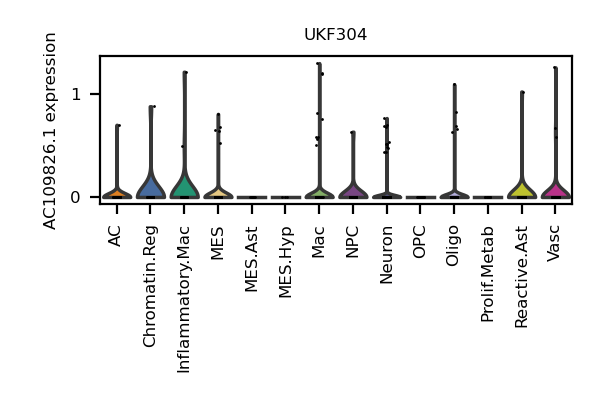 UKF304
AC109826.1 expression
1
0
AC
Chromatin.Reg
Inflammatory.Mac
MES
MES.Ast
MES.Hyp
Mac
NPC
Neuron
OPC
Oligo
Prolif.Metab
Reactive.Ast
Vasc